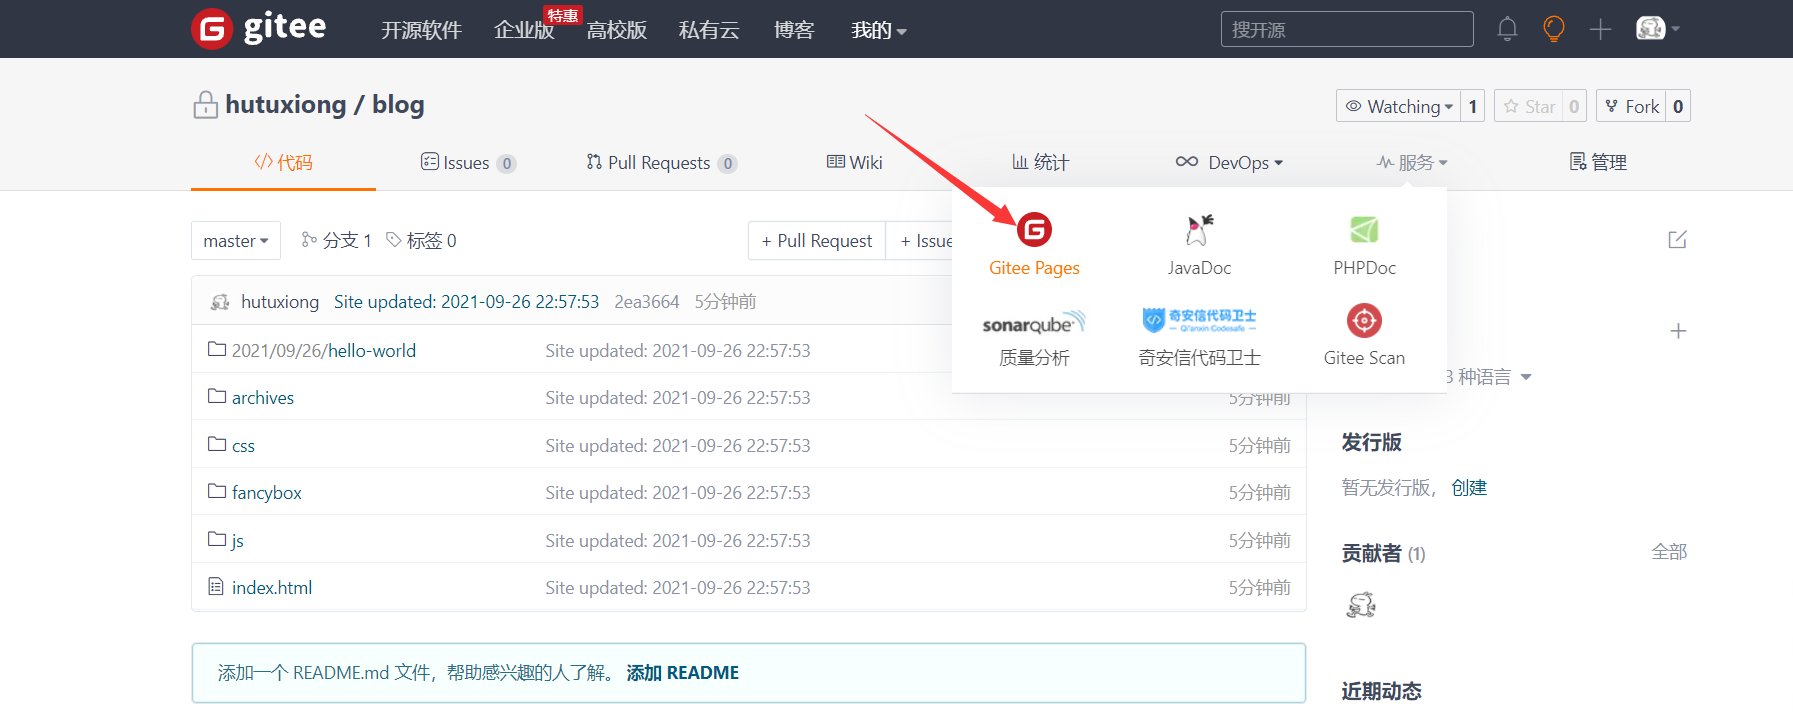 gitee 开源软件 企业版 特惠 高校版 私有云 博客 我的 搜开源
hutuxiong / blog Watching 1 Star 0 Fork 0
代码 Issues 0 Pull Requests 0 Wiki 统计 DevOps 服务 管理
master 分支 1 标签 0 + Pull Request + Issue
Gitee Pages JavaDoc PHPDoc
sonarqube 奇安信代码卫士
Qi'anxin Codesafe
质量分析 奇安信代码卫士 Gitee Scan
hutuxiong Site updated: 2021-09-26 22:57:53 2ea3664 5分钟前
2021/09/26/hello-world Site updated: 2021-09-26 22:57:53
archives Site updated: 2021-09-26 22:57:53 5分钟前
css Site updated: 2021-09-26 22:57:53 5分钟前
fancybox Site updated: 2021-09-26 22:57:53 5分钟前
js Site updated: 2021-09-26 22:57:53 5分钟前
index.html Site updated: 2021-09-26 22:57:53 5分钟前
添加一个 README.md 文件，帮助感兴趣的人了解。 添加 README
3 种语言
发行版
暂无发行版， 创建
贡献者 (1) 全部
近期动态